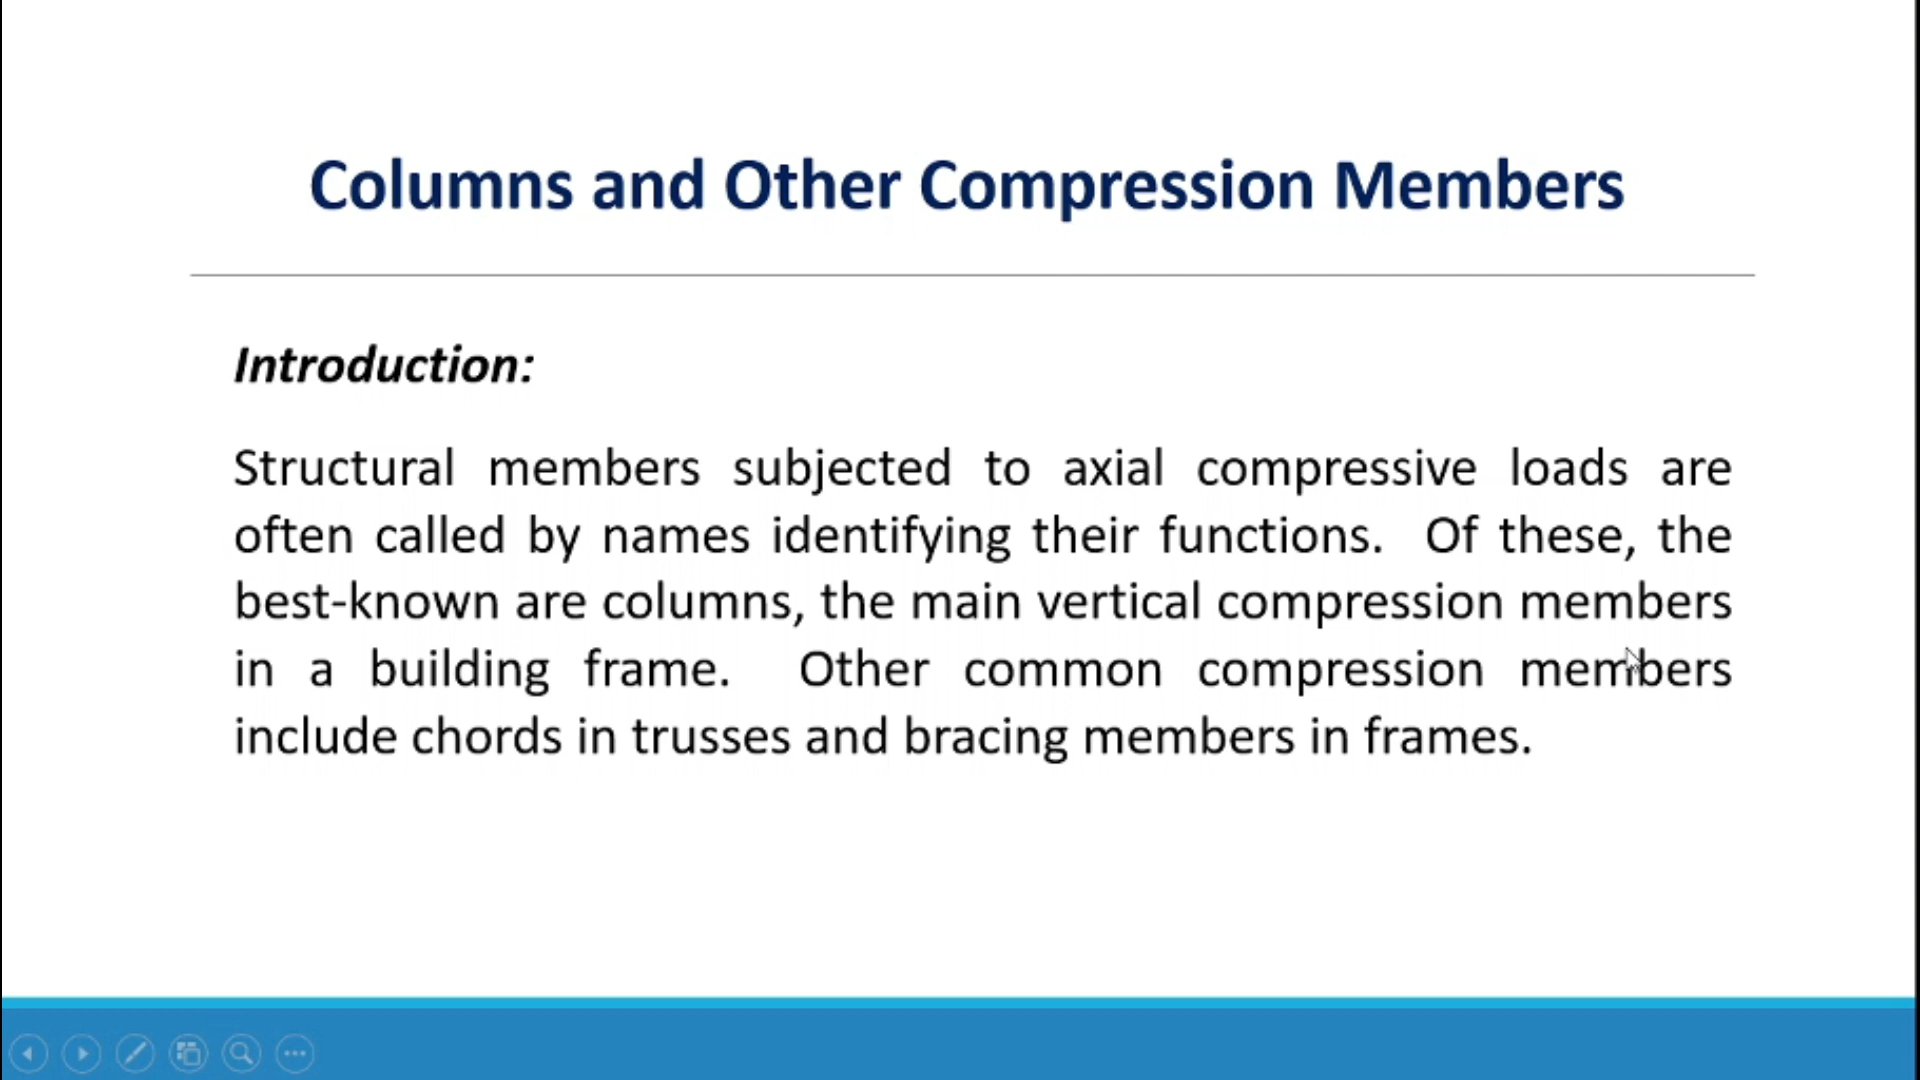 Columns and Other Compression Members
Introduction:
Structural members subjected to axial compressive loads are
often called by names identifying their functions. Of these, the
best-known are columns, the main vertical compression members
in a building frame. Other common compression members
include chords in trusses and bracing members in frames.